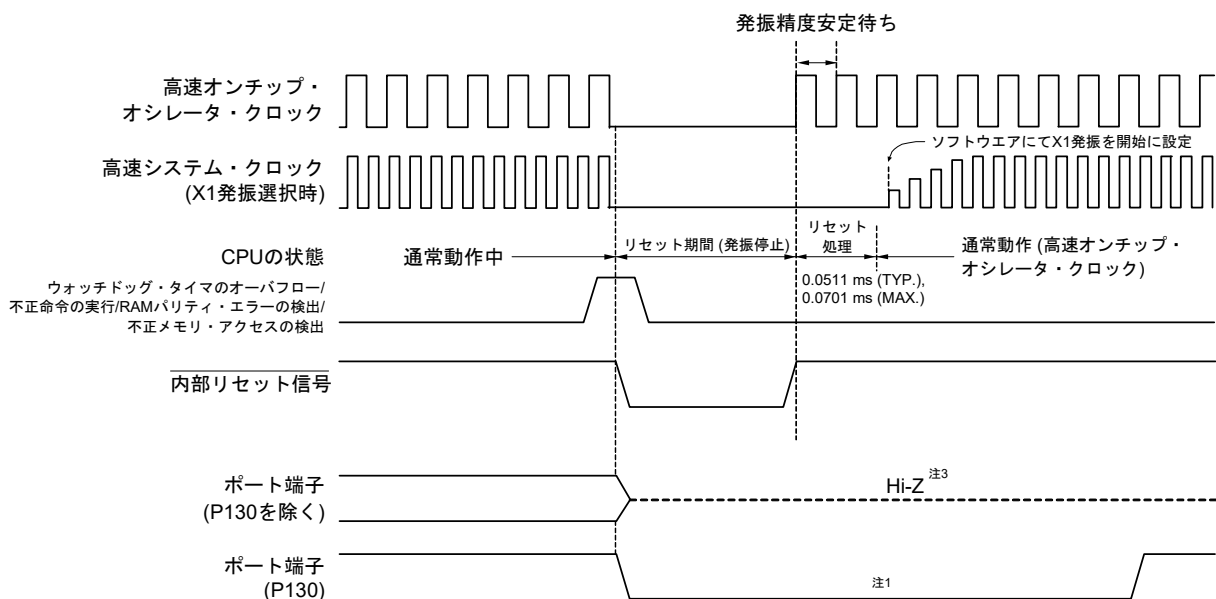 発振精度安定待ち
高速オンチップ・
オシレータ・クロック
ソフトウエアにてX1発振を開始に設定
高速システム・クロック
(X1発振選択時)
CPUの状態
通常動作中
リセット期間 (発振停止)
リセット
処理
0.0511 ms (TYP.),
0.0701 ms (MAX.)
通常動作 (高速オンチップ・
オシレータ・クロック)
ウォッチドッグ・タイマのオーバフロー/
不正命令の実行/RAMパリティ・エラーの検出/
不正メモリ・アクセスの検出
内部リセット信号
ポート端子
(P130を除く)
Hi-Z 注3
ポート端子
(P130)
注1